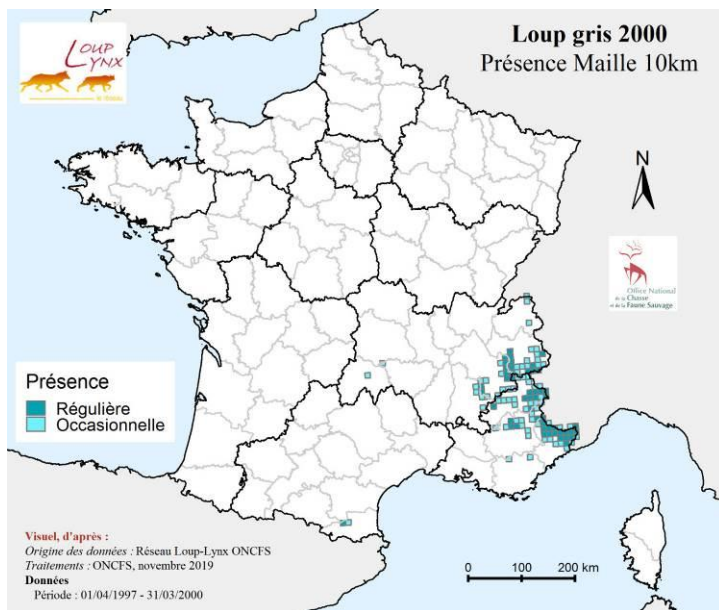 LOUP
LYNX
Loup gris 2000
Présence Maille 10km
N
Office National
de la Chasse
et de la Faune Sauvage
Présence
Régulière
Occasionnelle
Visuel, d'après :
Origine des données : Réseau Loup-Lynx ONCFS
Traitements : ONCFS, novembre 2019
Données
Période : 01/04/1997 - 31/03/2000
0 100 200 km